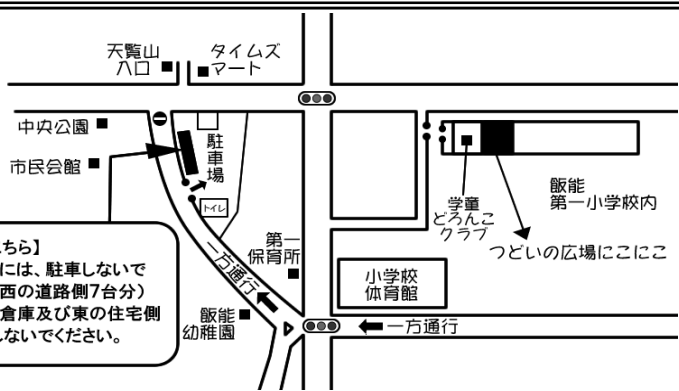 天覧山
入口
タイムズ
マート
中央公園
市民会館
駐
車
場
トイレ
学童
どろんこ
クラブ
飯能
第一小学校内
つどいの広場にこにこ
第一
保育所
小学校
体育館
一方通行
飯能
幼稚園
一方通行
ちら】
には、駐車しないで
西の道路側7台分）
倉庫及び東の住宅側
しないでください。